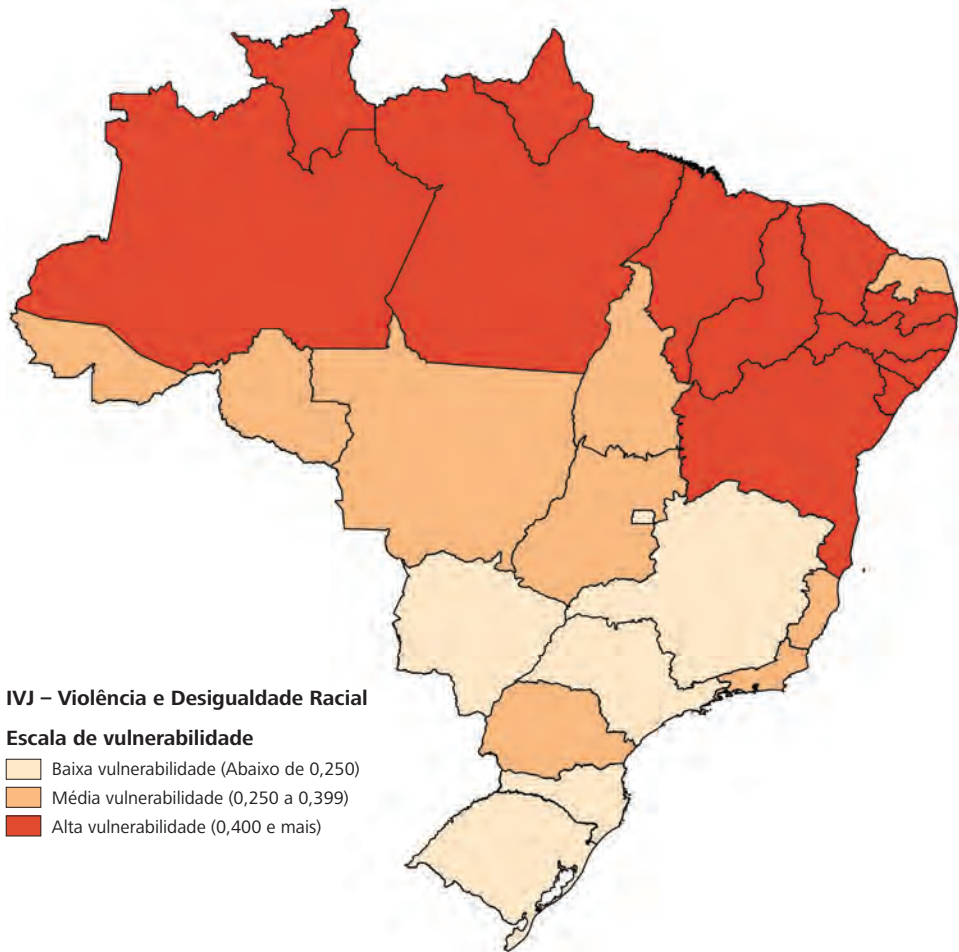 IVJ – Violência e Desigualdade Racial
Escala de vulnerabilidade
Baixa vulnerabilidade (Abaixo de 0,250)
Média vulnerabilidade (0,250 a 0,399)
Alta vulnerabilidade (0,400 e mais)